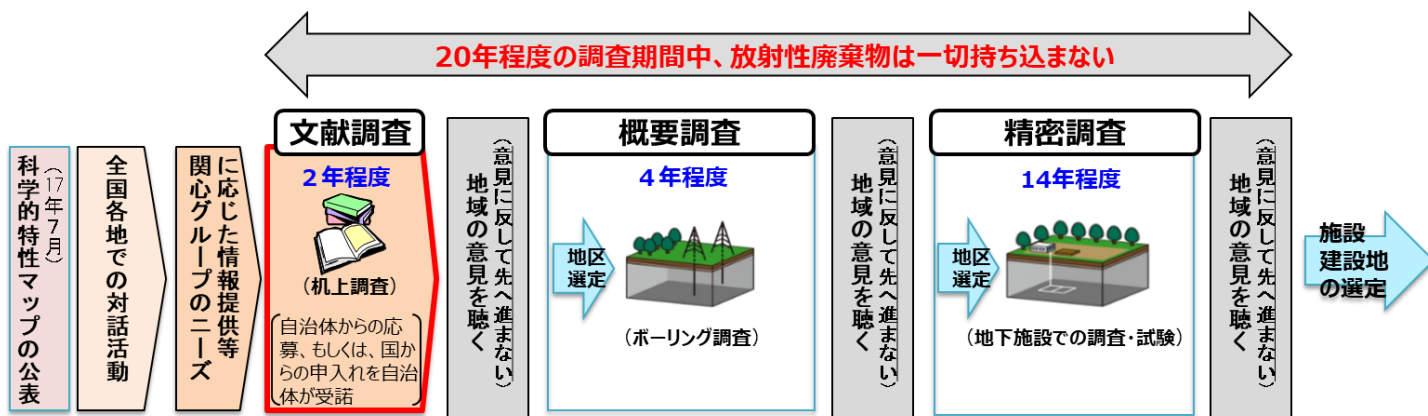 20年程度の調査期間中、放射性廃棄物は一切持ち込まない
科学的特性マップの公表
（17年7月）
全国各地での対話活動
関心グループのニーズ
に応じた情報提供等
文献調査
２年程度
（机上調査）
自治体からの応
募、もしくは、国か
らの申入れを自治
体が受諾
（意見に反して先へ進まない）
地域の意見を聴く
概要調査
４年程度
地区
選定
（ボーリング調査）
（意見に反して先へ進まない）
地域の意見を聴く
精密調査
14年程度
地区
選定
（地下施設での調査・試験）
（意見に反して先へ進まない）
地域の意見を聴く
施設
建設地
の選定